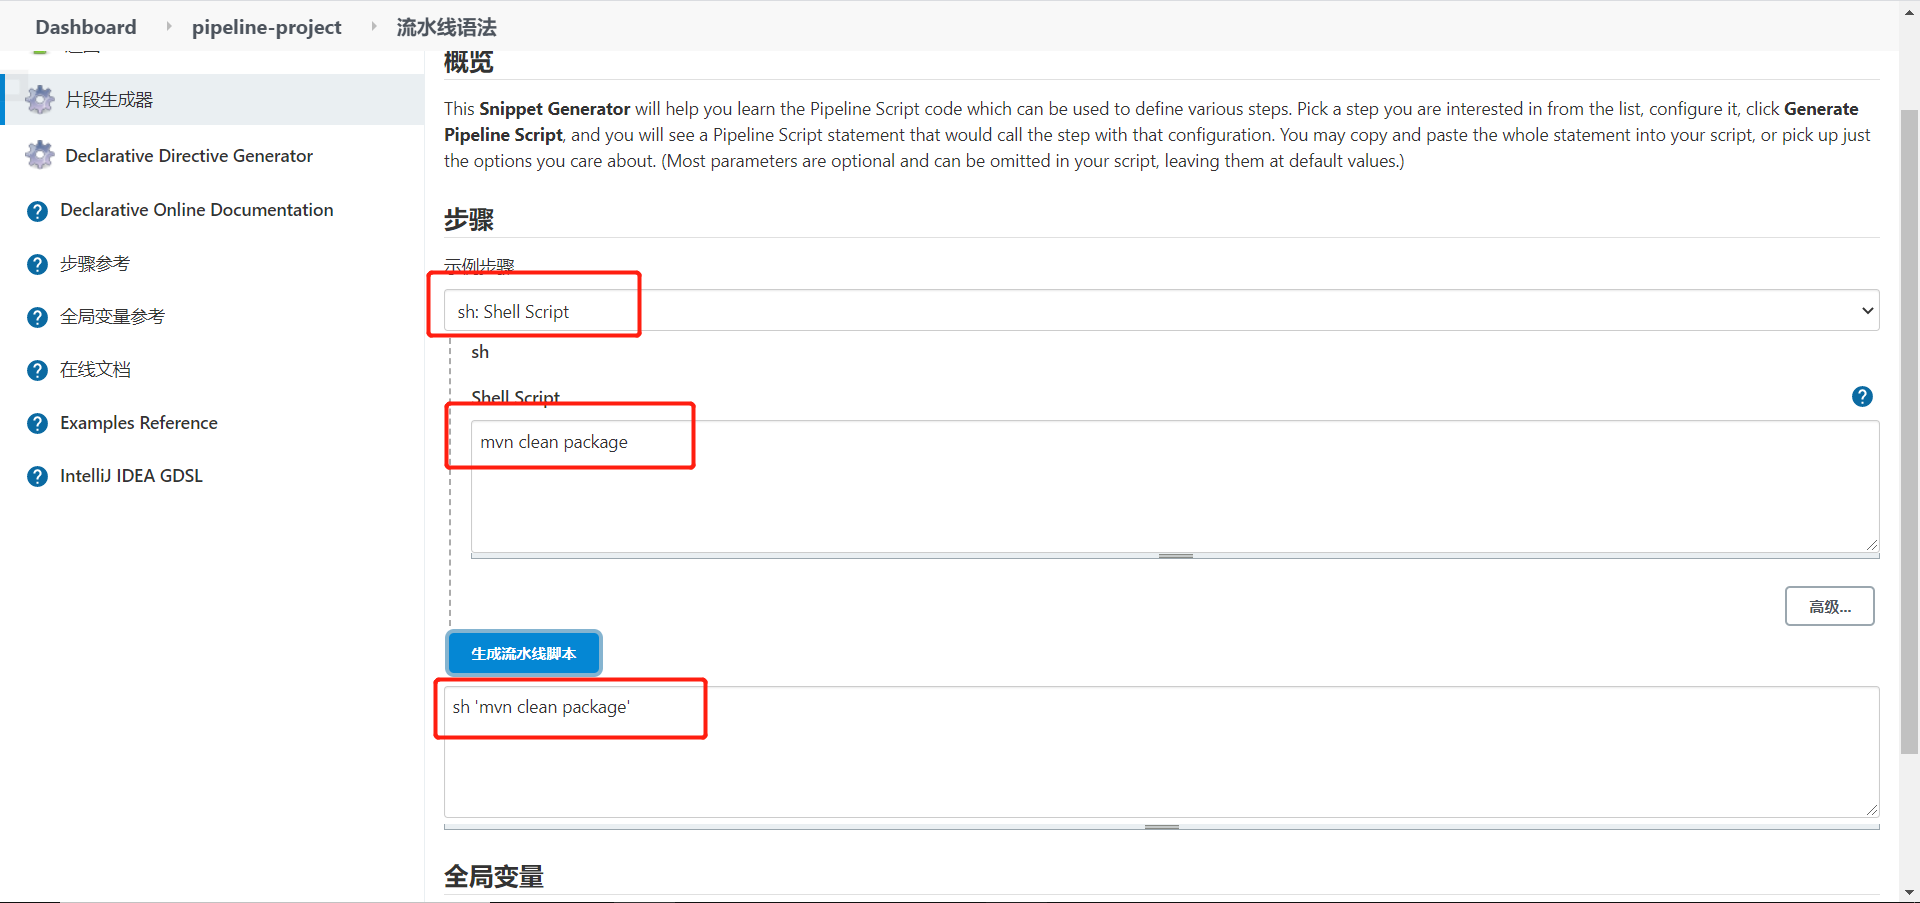 Dashboard
pipeline-project
流水线语法
片段生成器
Declarative Directive Generator
Declarative Online Documentation
步骤参考
全局变量参考
在线文档
Examples Reference
IntelliJ IDEA GDSL
概览
This Snippet Generator will help you learn the Pipeline Script code which can be used to define various steps. Pick a step you are interested in from the list, configure it, click Generate
Pipeline Script, and you will see a Pipeline Script statement that would call the step with that configuration. You may copy and paste the whole statement into your script, or pick up just
the options you care about. (Most parameters are optional and can be omitted in your script, leaving them at default values.)
步骤
示例步骤
sh: Shell Script
sh
Shell Script
mvn clean package
高级...
生成流水线脚本
sh 'mvn clean package'
全局变量